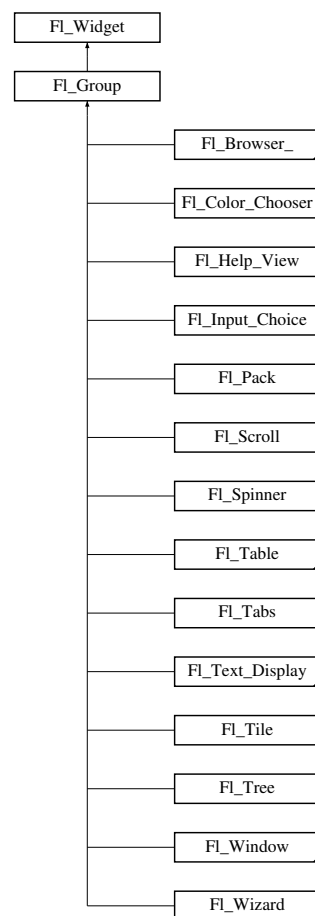 Fl_Widget
Fl_Group
Fl_Browser_
Fl_Color_Chooser
Fl_Help_View
Fl_Input_Choice
Fl_Pack
Fl_Scroll
Fl_Spinner
Fl_Table
Fl_Tabs
Fl_Text_Display
Fl_Tile
Fl_Tree
Fl_Window
Fl_Wizard